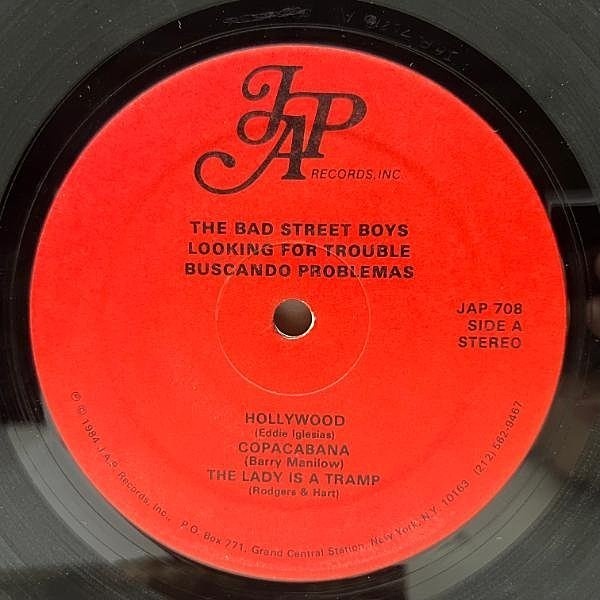 JAP
RECORDS, INC.
THE BAD STREET BOYS
LOOKING FOR TROUBLE
BUSCANDO PROBLEMAS
JAP 708
SIDE A
STEREO
HOLLYWOOD
(Eddie Iglesias)
COPACABANA
(Barry Manilow)
THE LADY IS A TRAMP
(Rodgers & Hart)
℗ © 1984 J.A.P. Records, Inc., P.O. Box 771, Grand Central Station, New York, N.Y. 10163 (212) 562-9467